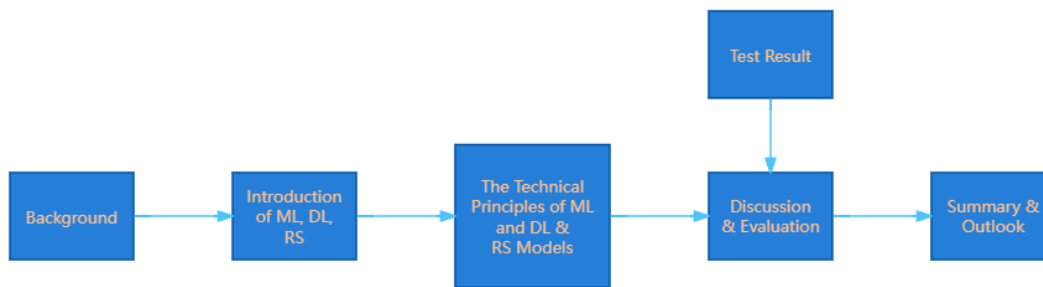 Test Result
Background
Introduction
of ML, DL,
RS
The Technical
Principles of ML
and DL &
RS Models
Discussion
& Evaluation
Summary &
Outlook